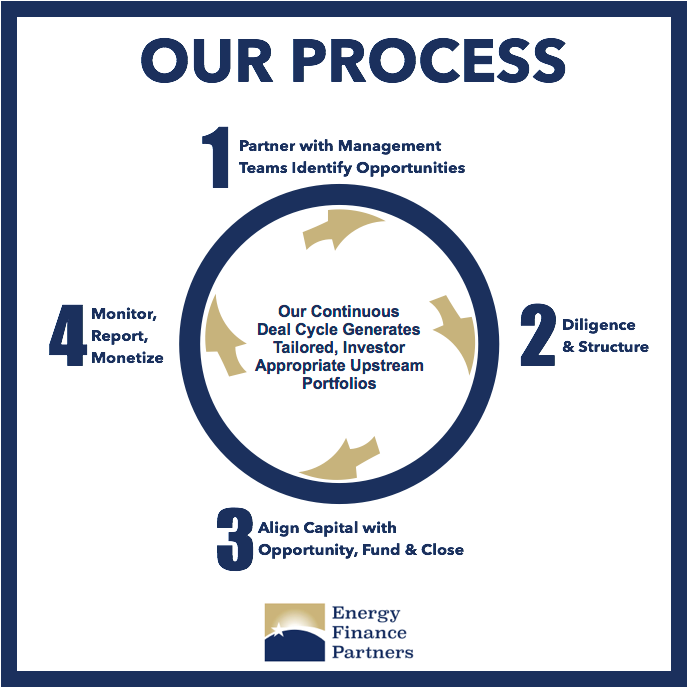 OUR PROCESS
1
Partner with Management
Teams Identify Opportunities
2
Diligence
& Structure
3
Align Capital with
Opportunity, Fund & Close
4
Monitor,
Report,
Monetize
Our Continuous
Deal Cycle Generates
Tailored, Investor
Appropriate Upstream
Portfolios
Energy
Finance
Partners